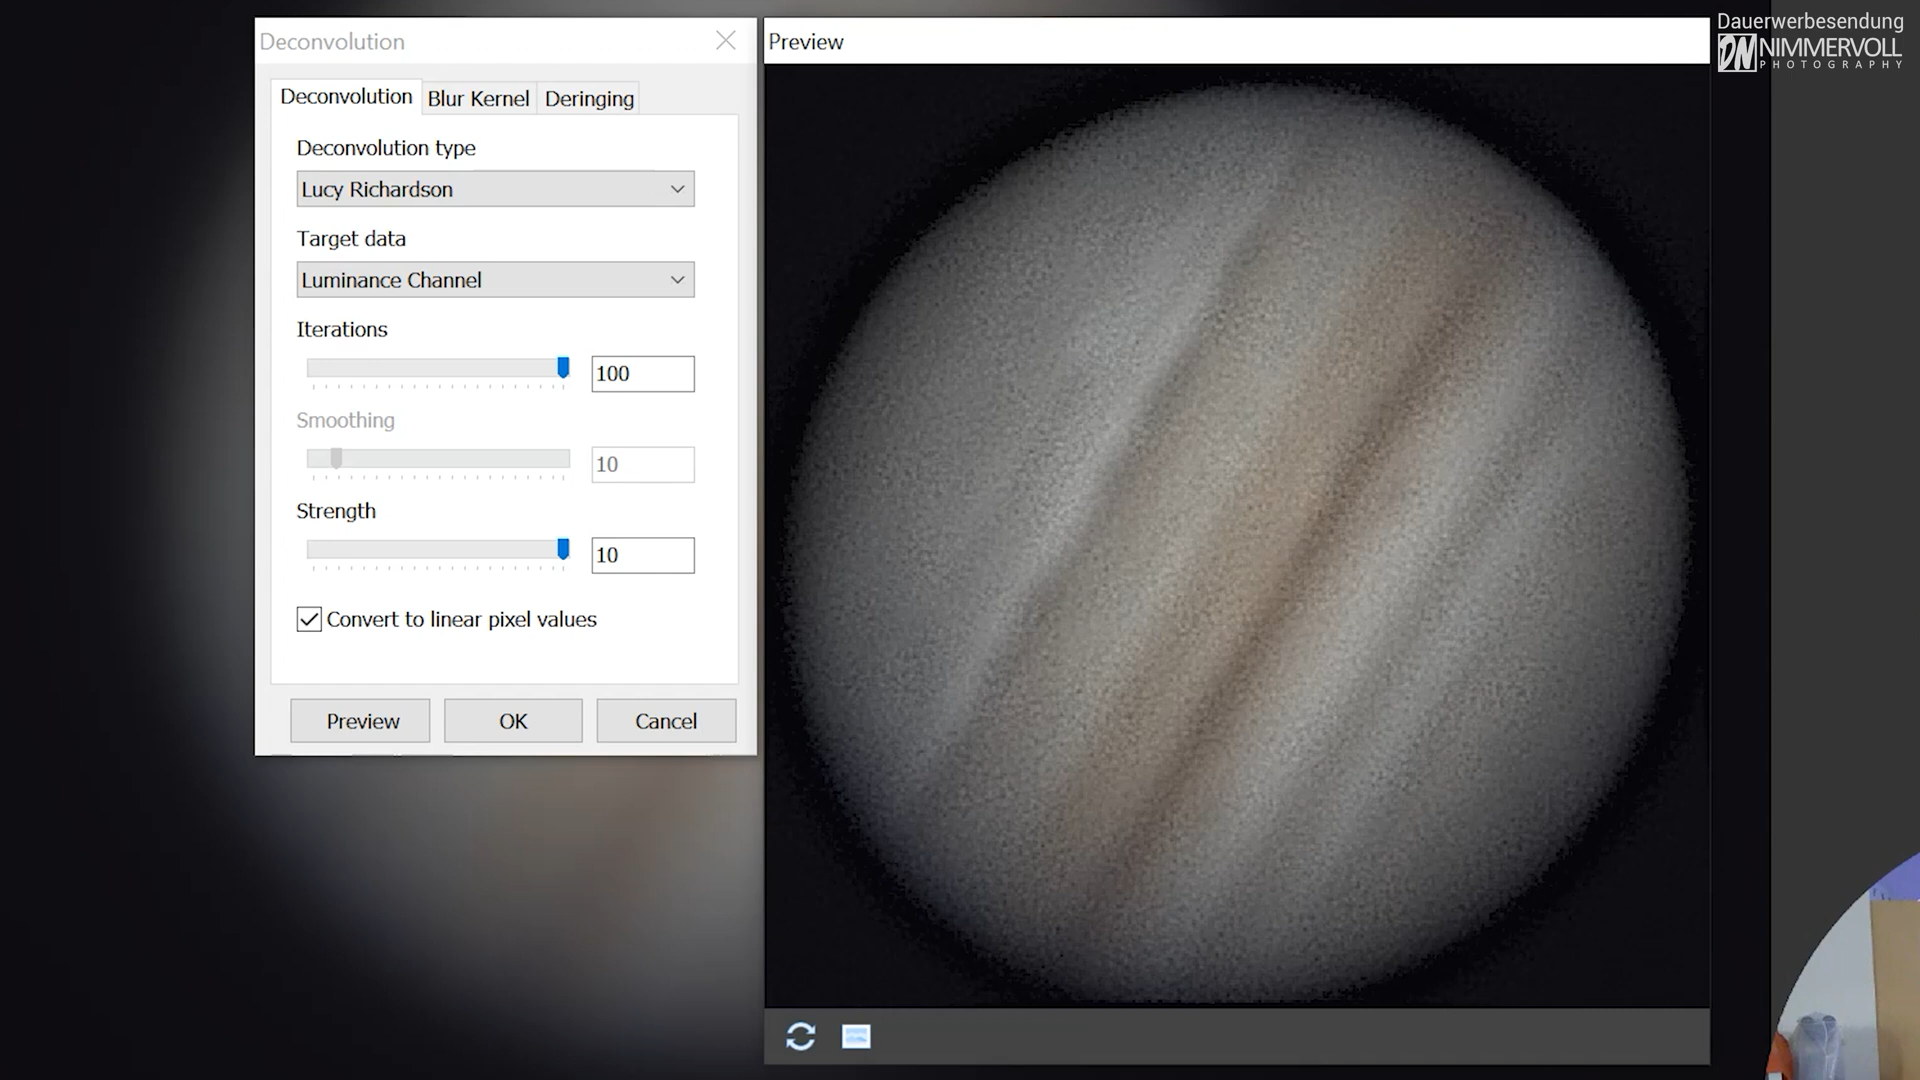 Dauerwerbesendung
DN NIMMERVOLL
PHOTOGRAPHY
Deconvolution
Preview
Deconvolution
Blur Kernel
Deringing
Deconvolution type
Lucy Richardson
Target data
Luminance Channel
Iterations
100
Smoothing
10
Strength
10
Convert to linear pixel values
Preview
OK
Cancel